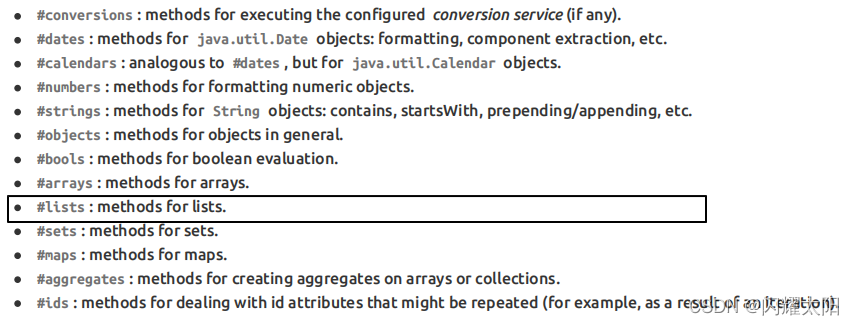 ● #conversions : methods for executing the configured conversion service (if any).
● #dates : methods for java.util.Date objects: formatting, component extraction, etc.
● #calendars : analogous to #dates , but for java.util.Calendar objects.
● #numbers : methods for formatting numeric objects.
● #strings : methods for String objects: contains, startsWith, prepending/appending, etc.
● #objects : methods for objects in general.
● #bools : methods for boolean evaluation.
● #arrays : methods for arrays.
● #lists : methods for lists.
● #sets : methods for sets.
● #maps : methods for maps.
● #aggregates : methods for creating aggregates on arrays or collections.
● #ids : methods for dealing with id attributes that might be repeated (for example, as a result of an iteration).
CSDN @闪耀太阳